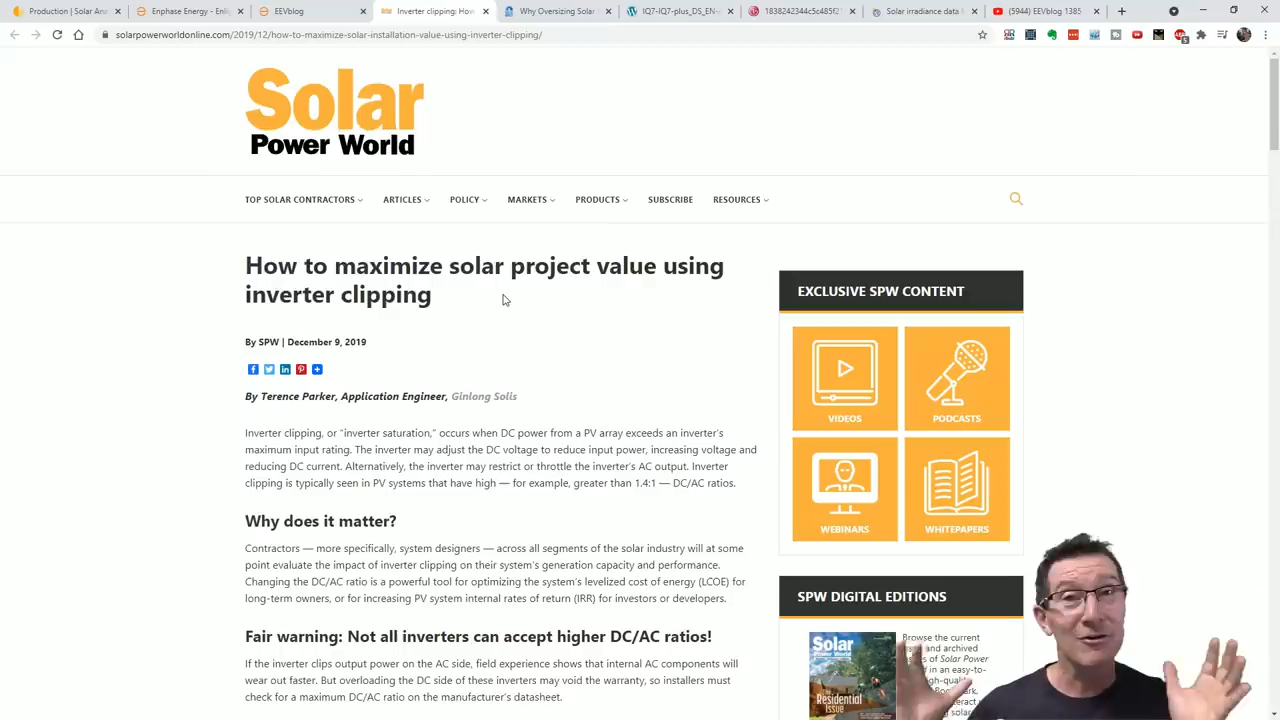 Production | Solar An
Enphase Energy - Enlig
EEVblog
Inverter clipping: How
Why Oversizing Solar
IQ7-IQ7-plus_DS_EN-
1838242344c5c485f2
Solar irradiance data
(5944) EEVblog 1385
solarpowerworldonline.com/2019/12/how-to-maximize-solar-installation-value-using-inverter-clipping/
Solar
Power World
TOP SOLAR CONTRACTORS
ARTICLES
POLICY
MARKETS
PRODUCTS
SUBSCRIBE
RESOURCES
How to maximize solar project value using
inverter clipping
By SPW | December 9, 2019
By Terence Parker, Application Engineer, Ginlong Solis
Inverter clipping, or “inverter saturation,” occurs when DC power from a PV array exceeds an inverter’s
maximum input rating. The inverter may adjust the DC voltage to reduce input power, increasing voltage and
reducing DC current. Alternatively, the inverter may restrict or throttle the inverter’s AC output. Inverter
clipping is typically seen in PV systems that have high — for example, greater than 1.4:1 — DC/AC ratios.
Why does it matter?
Contractors — more specifically, system designers — across all segments of the solar industry will at some
point evaluate the impact of inverter clipping on their system’s generation capacity and performance.
Changing the DC/AC ratio is a powerful tool for optimizing the system’s levelized cost of energy (LCOE) for
long-term owners, or for increasing PV system internal rates of return (IRR) for investors or developers.
Fair warning: Not all inverters can accept higher DC/AC ratios!
If the inverter clips output power on the AC side, field experience shows that internal AC components will
wear out faster. But overloading the DC side of these inverters may void the warranty, so installers must
check for a maximum DC/AC ratio on the manufacturer’s datasheet.
EXCLUSIVE SPW CONTENT
VIDEOS
PODCASTS
WEBINARS
WHITEPAPERS
SPW DIGITAL EDITIONS
Solar
Power World
Residential
Issue
Browse the current
and archived
of Solar Power
in an easy-to-